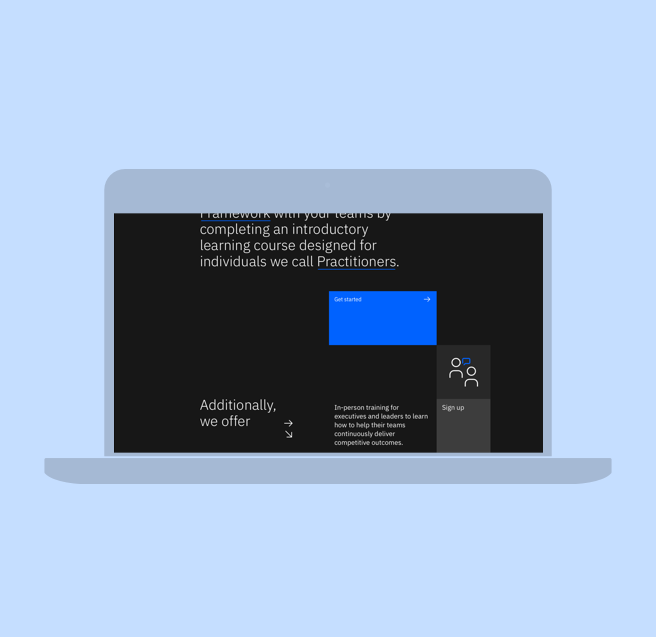 Framework with your teams by
completing an introductory
learning course designed for
individuals we call Practitioners.
Get started
Additionally,
we offer
In-person training for
executives and leaders to learn
how to help their teams
continuously deliver
competitive outcomes.
Sign up